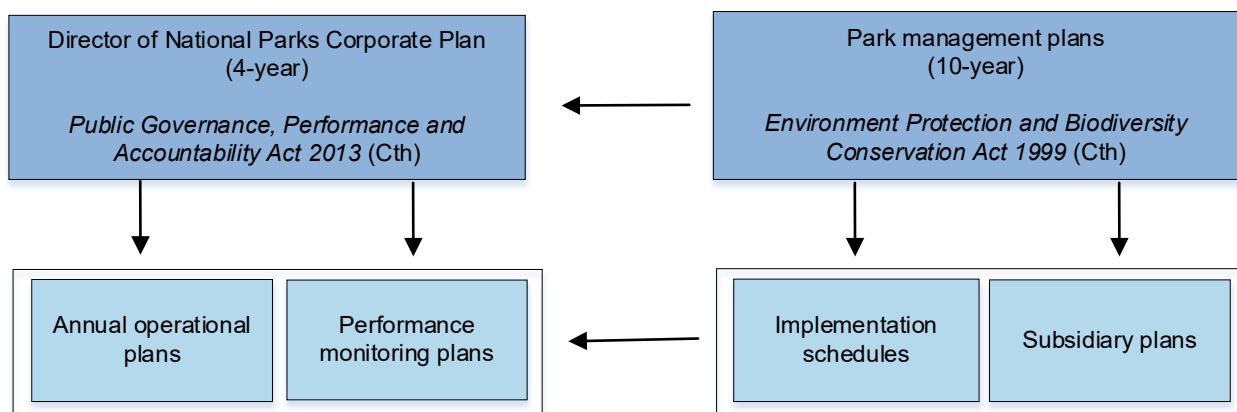 Director of National Parks Corporate Plan
(4-year)
Public Governance, Performance and
Accountability Act 2013 (Cth)
Park management plans
(10-year)
Environment Protection and Biodiversity
Conservation Act 1999 (Cth)
Annual operational
plans
Performance
monitoring plans
Implementation
schedules
Subsidiary plans